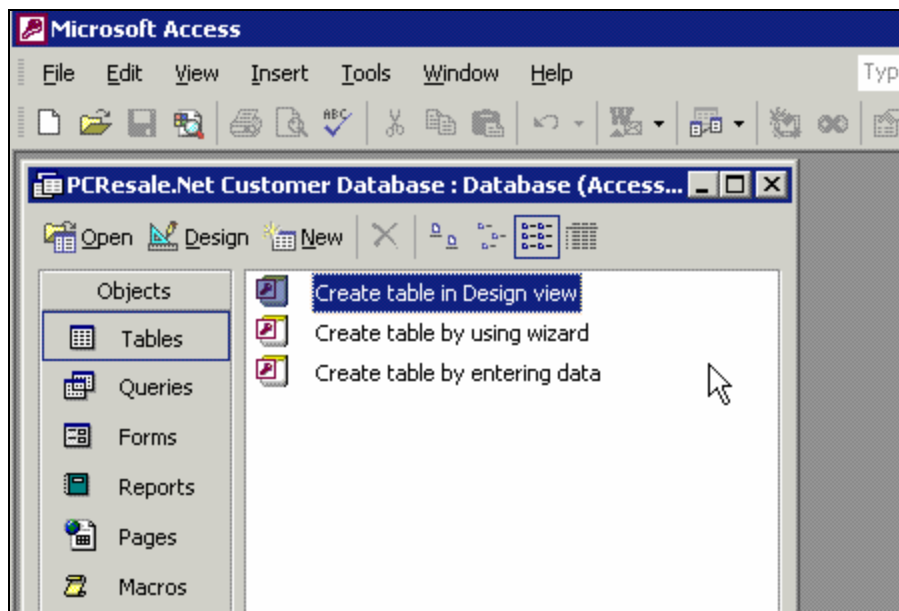 Microsoft Access
File Edit View Insert Tools Window Help Typ
ABC
W
PCResale.Net Customer Database : Database (Access...
Open Design New
Objects
Tables
Queries
Forms
Reports
Pages
Macros
Create table in Design view
Create table by using wizard
Create table by entering data